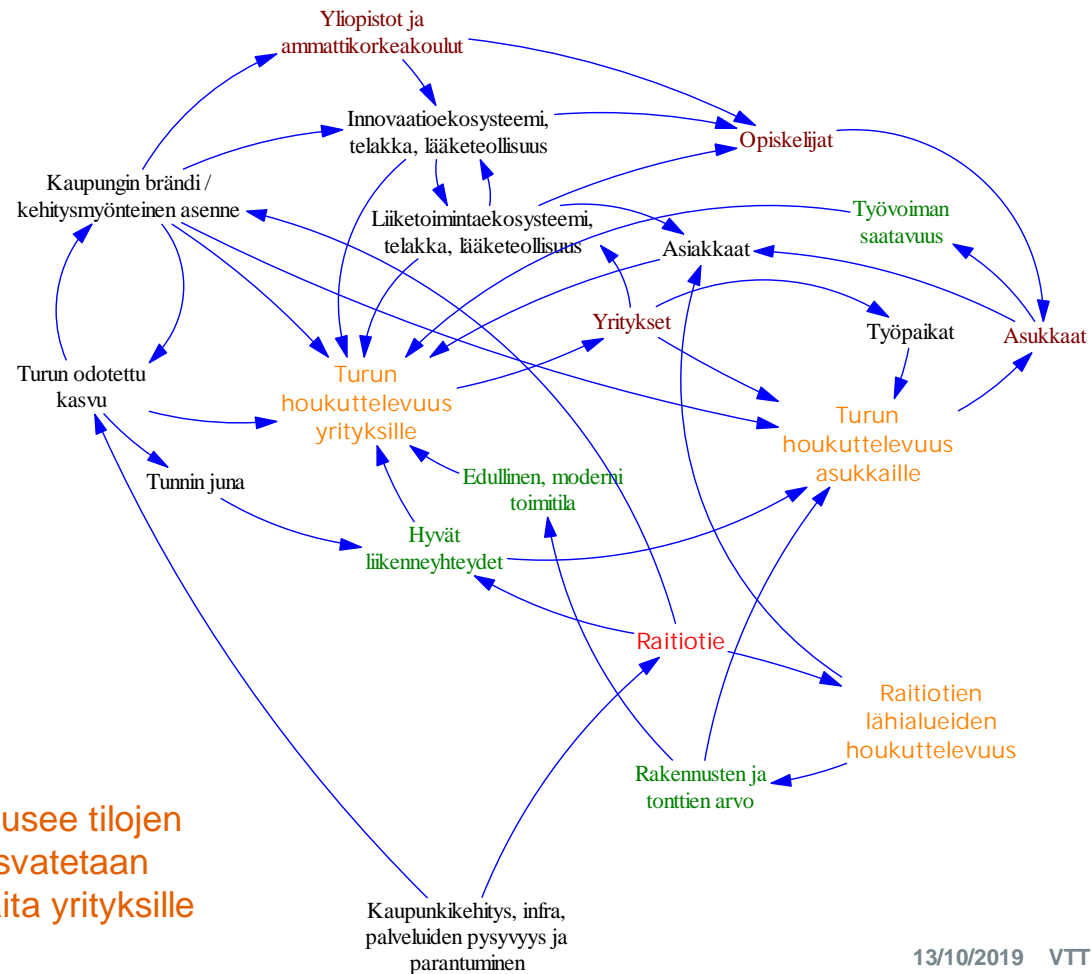 Yliopistot ja
ammattikorkeakoulut
Innovaatioekosysteemi,
telakka, lääketeollisuus
Opiskelijat
Kaupungin brändi /
kehitysmyönteinen asenne
Liiketoimintaekosysteemi,
telakka, lääketeollisuus
Työvoiman
saatavuus
Asiakkaat
Yritykset
Työpaikat
Asukkaat
Turun odotettu
kasvu
Turun
houkuttelevuus
yrityksille
Turun
houkuttelevuus
asukkaille
Tunnin juna
Edullinen, moderni
toimitila
Hyvät
liikenneyhteydet
Raitiotie
Raitiotien
lähialueiden
houkuttelevuus
Rakennusten ja
tonttien arvo
usee tilojen
svatetaan
ita yrityksille
Kaupunkikehitys, infra,
palveluiden pysyvyys ja
parantuminen
13/10/2019 VTT